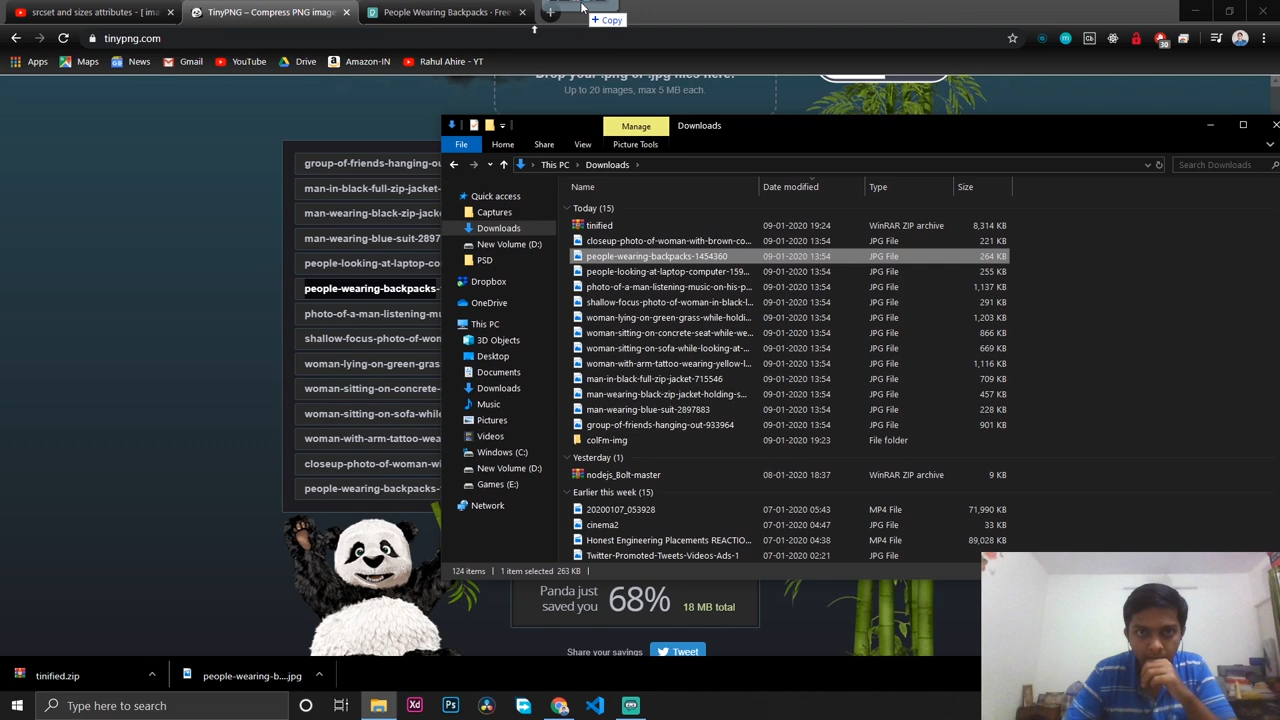 srcset and sizes attributes - [ ima
TinyPNG – Compress PNG image
People Wearing Backpacks · Free
+ Copy
tinypng.com
30
Apps
Maps
News
Gmail
YouTube
Drive
Amazon-IN
Rahul Ahire - YT
Drop your .png or .jpg files here!
Up to 20 images, max 5 MB each.
Manage
Downloads
File
Home
Share
View
Picture Tools
This PC
Downloads
Search Downloads
Name
Date modified
Type
Size
Quick access
Captures
Downloads
New Volume (D:)
PSD
Dropbox
OneDrive
This PC
3D Objects
Desktop
Documents
Downloads
Music
Pictures
Videos
Windows (C:)
New Volume (D:)
Games (E:)
Network
Today (15)
tinified 09-01-2020 19:24 WinRAR ZIP archive 8,314 KB
closeup-photo-of-woman-with-brown-co... 09-01-2020 13:54 JPG File 221 KB
people-wearing-backpacks-1454360 09-01-2020 13:54 JPG File 264 KB
people-looking-at-laptop-computer-159... 09-01-2020 13:54 JPG File 255 KB
photo-of-a-man-listening-music-on-his-p... 09-01-2020 13:54 JPG File 1,137 KB
shallow-focus-photo-of-woman-in-black-l... 09-01-2020 13:54 JPG File 291 KB
woman-lying-on-green-grass-while-holdi... 09-01-2020 13:54 JPG File 1,203 KB
woman-sitting-on-concrete-seat-while-we... 09-01-2020 13:54 JPG File 866 KB
woman-sitting-on-sofa-while-looking-at-... 09-01-2020 13:54 JPG File 669 KB
woman-with-arm-tattoo-wearing-yellow-l... 09-01-2020 13:54 JPG File 1,116 KB
man-in-black-full-zip-jacket-715546 09-01-2020 13:54 JPG File 709 KB
man-wearing-black-zip-jacket-holding-s... 09-01-2020 13:54 JPG File 457 KB
man-wearing-blue-suit-2897883 09-01-2020 13:54 JPG File 228 KB
group-of-friends-hanging-out-933964 09-01-2020 13:54 JPG File 901 KB
colFm-img 09-01-2020 19:23 File folder
Yesterday (1)
nodejs_Bolt-master 08-01-2020 18:37 WinRAR ZIP archive 9 KB
Earlier this week (15)
20200107_053928 07-01-2020 05:43 MP4 File 71,990 KB
cinema2 07-01-2020 04:47 JPG File 33 KB
Honest Engineering Placements REACTIO... 07-01-2020 04:38 MP4 File 89,028 KB
Twitter-Promoted-Tweets-Videos-Ads-1 07-01-2020 02:21 JPG File
124 items
1 item selected 263 KB
group-of-friends-hanging-ou
man-in-black-full-zip-jacket-
man-wearing-black-zip-jacke
man-wearing-blue-suit-2897
people-looking-at-laptop-co
people-wearing-backpacks-
photo-of-a-man-listening-mu
shallow-focus-photo-of-wom
woman-lying-on-green-grass
woman-sitting-on-concrete-
woman-sitting-on-sofa-while
woman-with-arm-tattoo-wea
closeup-photo-of-woman-wi
people-wearing-backpacks-
Panda just
saved you
68%
18 MB total
Share your savings
Tweet
tinified.zip
people-wearing-b....jpg
Type here to search
Xd
Ps